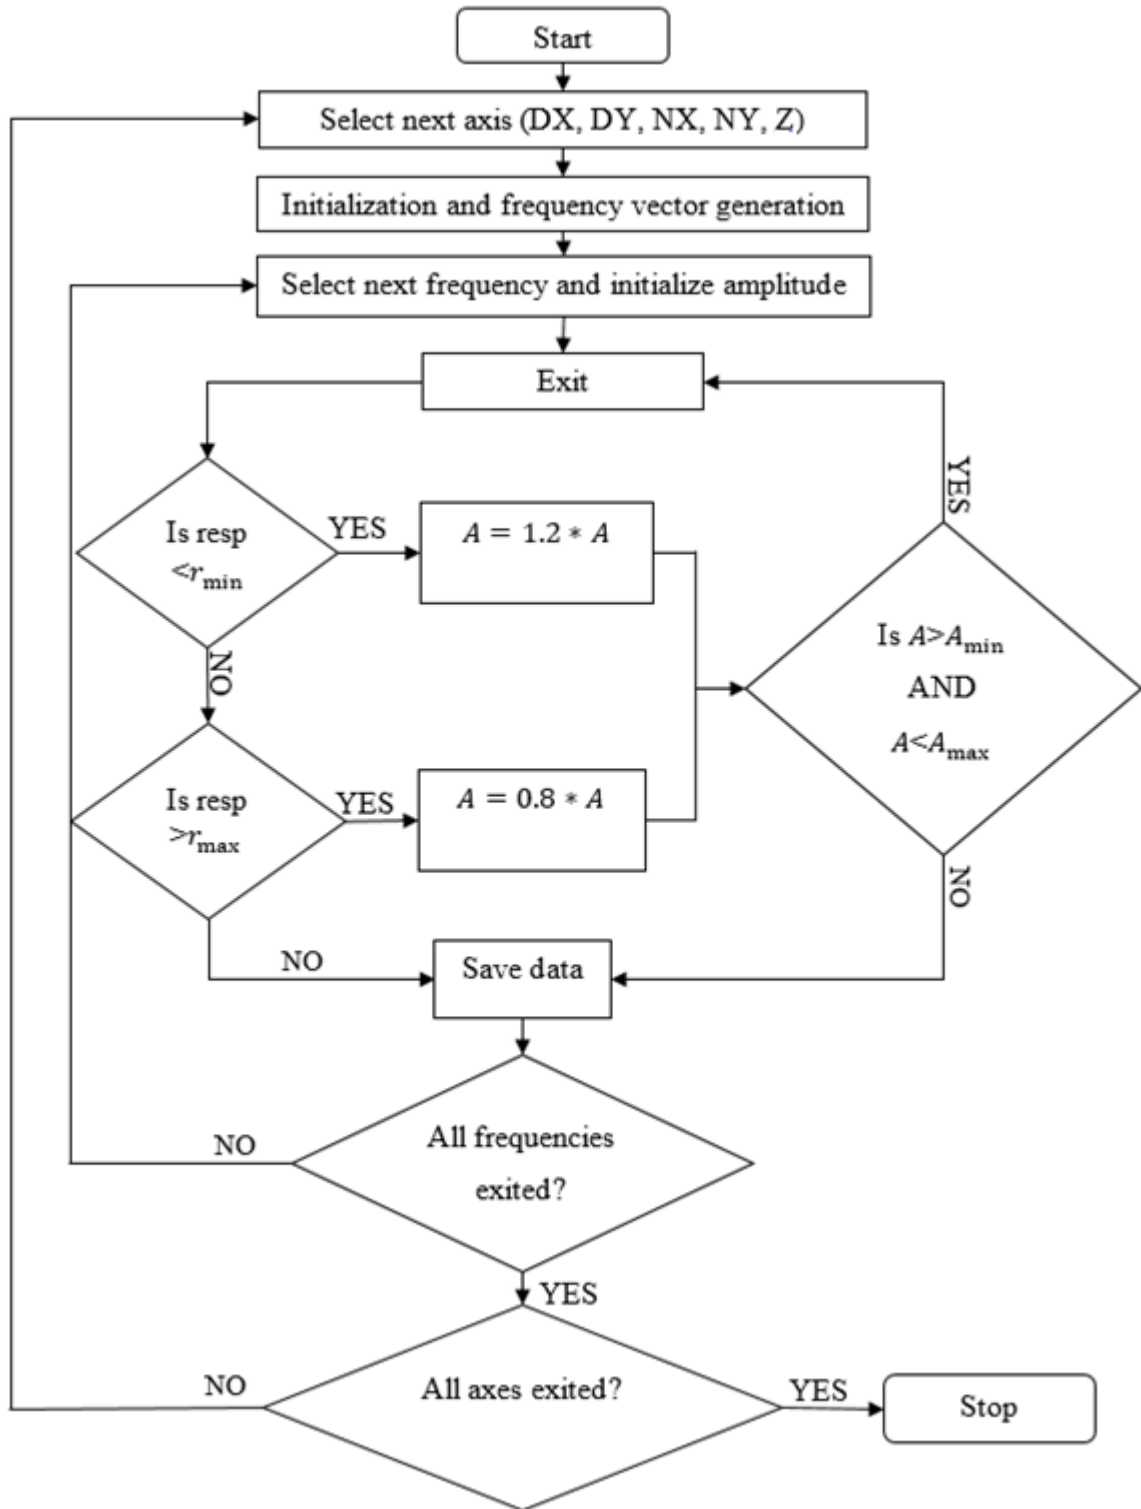 Start
Select next axis (DX, DY, NX, NY, Z)
Initialization and frequency vector generation
Select next frequency and initialize amplitude
Exit
YES
Is resp
<r_min
YES
A = 1.2 * A
Is A>A_min
AND
A<A_max
NO
Is resp
>r_max
YES
A = 0.8 * A
NO
NO
Save data
All frequencies
exited?
NO
YES
All axes exited?
NO
YES
Stop